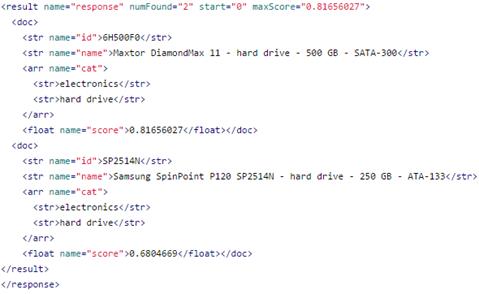 <result name="response" numFound="2" start="0" maxScore="0.81656027">
<doc>
<str name="id">6H500F0</str>
<str name="name">Maxtor DiamondMax 11 - hard drive - 500 GB - SATA-300</str>
<arr name="cat">
<str>electronics</str>
<str>hard drive</str>
</arr>
<float name="score">0.81656027</float></doc>
<doc>
<str name="id">SP2514N</str>
<str name="name">Samsung SpinPoint P120 SP2514N - hard drive - 250 GB - ATA-133</str>
<arr name="cat">
<str>electronics</str>
<str>hard drive</str>
</arr>
<float name="score">0.6804669</float></doc>
</result>
</response>